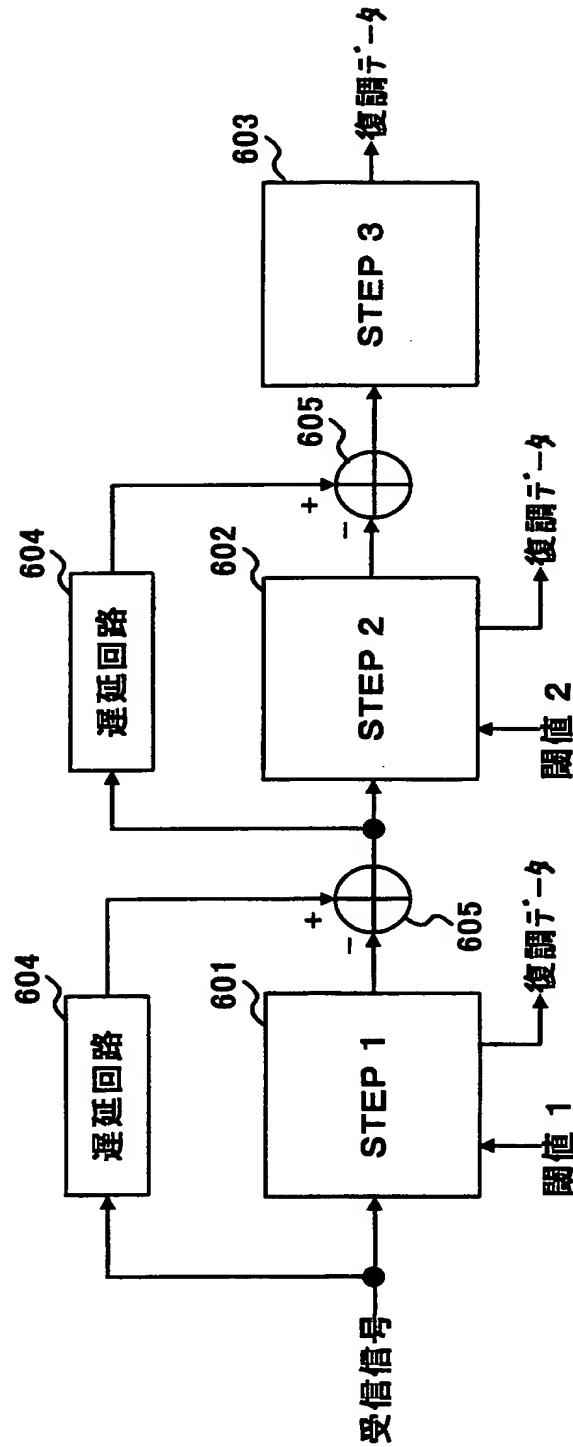 受信信号
604
遅延回路
601
STEP 1
閾値 1
復調データ
+
−
605
604
遅延回路
602
STEP 2
閾値 2
復調データ
+
−
605
603
STEP 3
復調データ